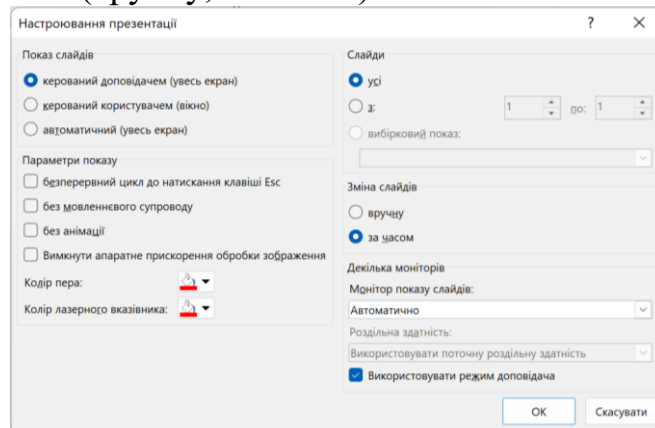 Настроювання презентації ? ×
Показ слайдів
керований доповідачем (увесь екран)
керований користувачем (вікно)
автоматичний (увесь екран)
Параметри показу
безперервний цикл до натискання клавіші Esc
без мовленнєвого супроводу
без анімації
Вимкнути апаратне прискорення обробки зображення
Колір пера:
Колір лазерного вказівника:
Слайди
усі
з: 1 по: 1
вибірковий показ:
Зміна слайдів
вручну
за часом
Декілька моніторів
Монітор показу слайдів:
Автоматично
Роздільна здатність:
Використовувати поточну роздільну здатність
Використовувати режим доповідача
ОК Скасувати